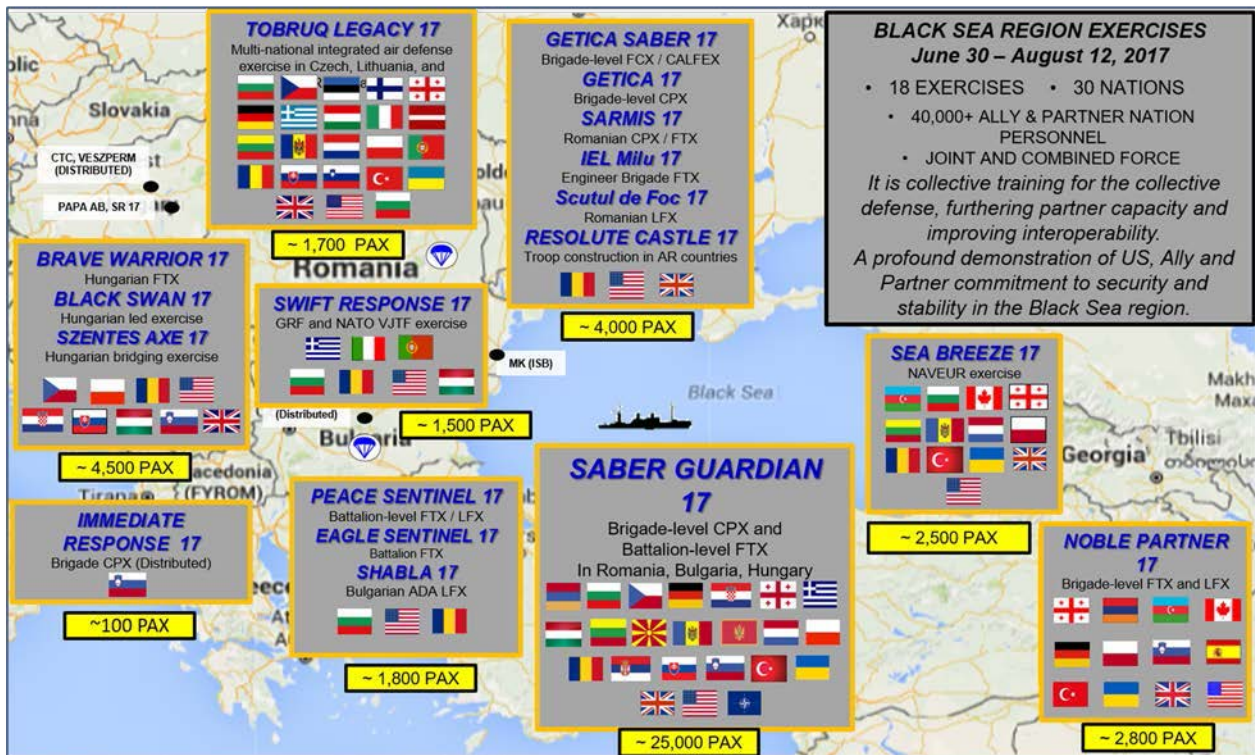 TOBRUQ LEGACY 17
Multi-national integrated air defense
exercise in Czech, Lithuania, and
~ 1,700 PAX
GETICA SABER 17
Brigade-level FCX / CALFEX
GETICA 17
Brigade-level CPX
SARMIS 17
Romanian CPX / FTX
IEL Milu 17
Engineer Brigade FTX
Scutul de Foc 17
Romanian LFX
RESOLUTE CASTLE 17
Troop construction in AR countries
~ 4,000 PAX
BLACK SEA REGION EXERCISES
June 30 – August 12, 2017
• 18 EXERCISES • 30 NATIONS
• 40,000+ ALLY & PARTNER NATION
PERSONNEL
• JOINT AND COMBINED FORCE
It is collective training for the collective
defense, furthering partner capacity and
improving interoperability.
A profound demonstration of US, Ally and
Partner commitment to security and
stability in the Black Sea region.
Slovakia
CTC, VESZPERM
(DISTRIBUTED)
PAPA AB, SR 17
BRAVE WARRIOR 17
Hungarian FTX
BLACK SWAN 17
Hungarian led exercise
SZENTES AXE 17
Hungarian bridging exercise
~ 4,500 PAX
Romania
SWIFT RESPONSE 17
GRF and NATO VJTF exercise
MK (ISB)
(Distributed)
~ 1,500 PAX
Bulgaria
Black Sea
SEA BREEZE 17
NAVEUR exercise
~ 2,500 PAX
Georgia
Tbilisi
თბილისი
(FYROM)
IMMEDIATE
RESPONSE 17
Brigade CPX (Distributed)
~100 PAX
PEACE SENTINEL 17
Battalion-level FTX / LFX
EAGLE SENTINEL 17
Battalion FTX
SHABLA 17
Bulgarian ADA LFX
~ 1,800 PAX
SABER GUARDIAN
17
Brigade-level CPX and
Battalion-level FTX
In Romania, Bulgaria, Hungary
~ 25,000 PAX
NOBLE PARTNER
17
Brigade-level FTX and LFX
~ 2,800 PAX